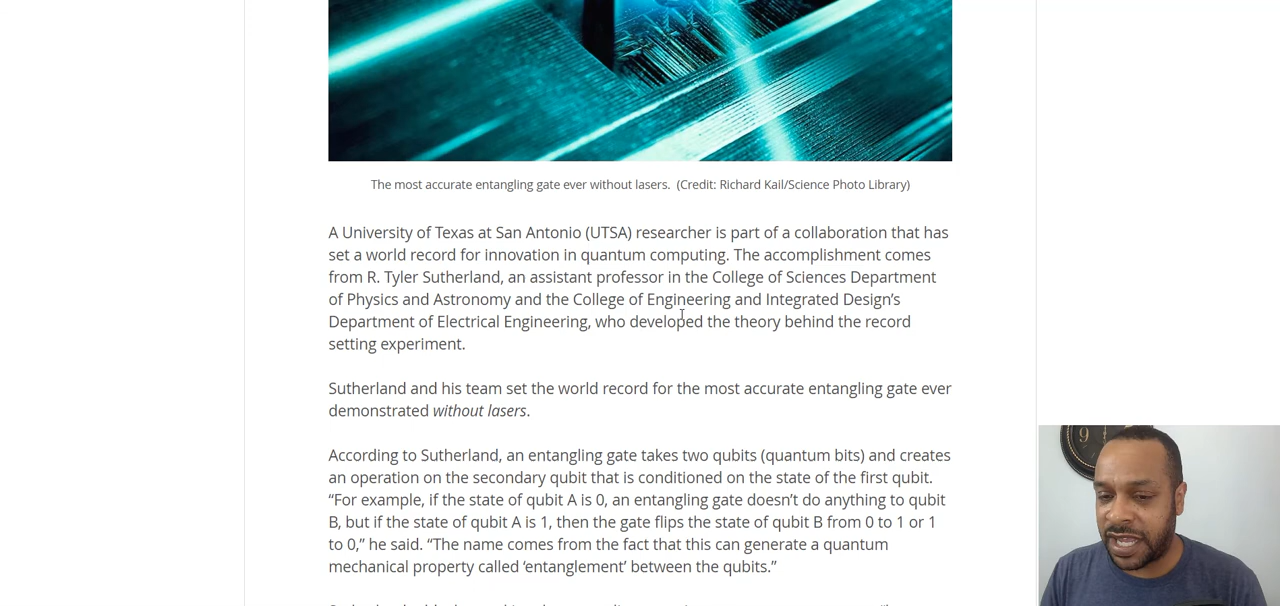 The most accurate entangling gate ever without lasers.  (Credit: Richard Kail/Science Photo Library)
A University of Texas at San Antonio (UTSA) researcher is part of a collaboration that has
set a world record for innovation in quantum computing. The accomplishment comes
from R. Tyler Sutherland, an assistant professor in the College of Sciences Department
of Physics and Astronomy and the College of Engineering and Integrated Design’s
Department of Electrical Engineering, who developed the theory behind the record
setting experiment.
Sutherland and his team set the world record for the most accurate entangling gate ever
demonstrated without lasers.
According to Sutherland, an entangling gate takes two qubits (quantum bits) and creates
an operation on the secondary qubit that is conditioned on the state of the first qubit.
“For example, if the state of qubit A is 0, an entangling gate doesn’t do anything to qubit
B, but if the state of qubit A is 1, then the gate flips the state of qubit B from 0 to 1 or 1
to 0,” he said. “The name comes from the fact that this can generate a quantum
mechanical property called ‘entanglement’ between the qubits.”
9